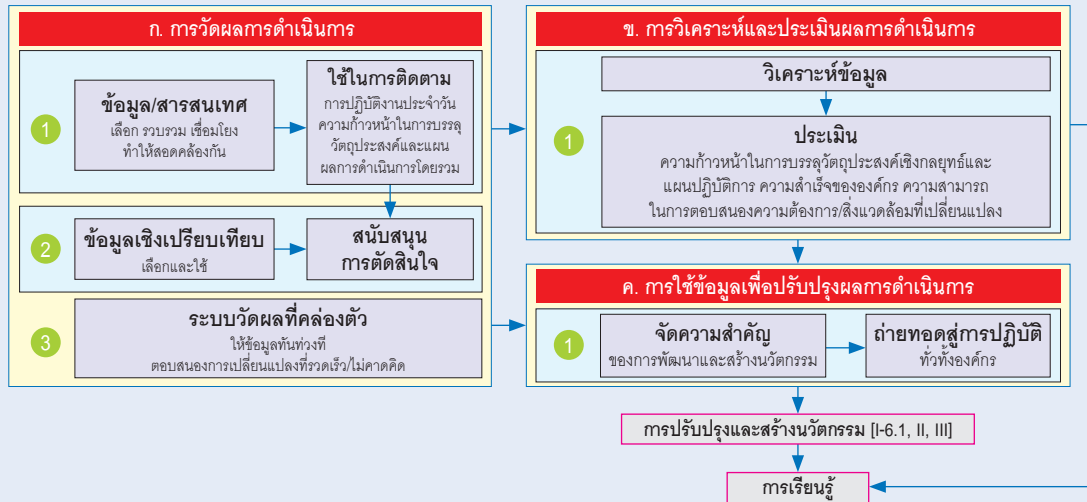 ก. การวัดผลการดำเนินการ
1
ข้อมูล/สารสนเทศ
เลือก รวบรวม เชื่อมโยง
ทำให้สอดคล้องกัน
ใช้ในการติดตาม
การปฏิบัติงานประจำวัน
ความก้าวหน้าในการบรรลุ
วัตถุประสงค์และแผน
ผลการดำเนินการโดยรวม
2
ข้อมูลเชิงเปรียบเทียบ
เลือกและใช้
สนับสนุน
การตัดสินใจ
3
ระบบวัดผลที่คล่องตัว
ให้ข้อมูลทันท่วงที
ตอบสนองการเปลี่ยนแปลงที่รวดเร็ว/ไม่คาดคิด
ข. การวิเคราะห์และประเมินผลการดำเนินการ
1
วิเคราะห์ข้อมูล
ประเมิน
ความก้าวหน้าในการบรรลุวัตถุประสงค์เชิงกลยุทธ์และ
แผนปฏิบัติการ ความสำเร็จขององค์กร ความสามารถ
ในการตอบสนองความต้องการ/สิ่งแวดล้อมที่เปลี่ยนแปลง
ค. การใช้ข้อมูลเพื่อปรับปรุงผลการดำเนินการ
1
จัดความสำคัญ
ของการพัฒนาและสร้างนวัตกรรม
ถ่ายทอดสู่การปฏิบัติ
ทั่วทั้งองค์กร
การปรับปรุงและสร้างนวัตกรรม [I-6.1, II, III]
การเรียนรู้